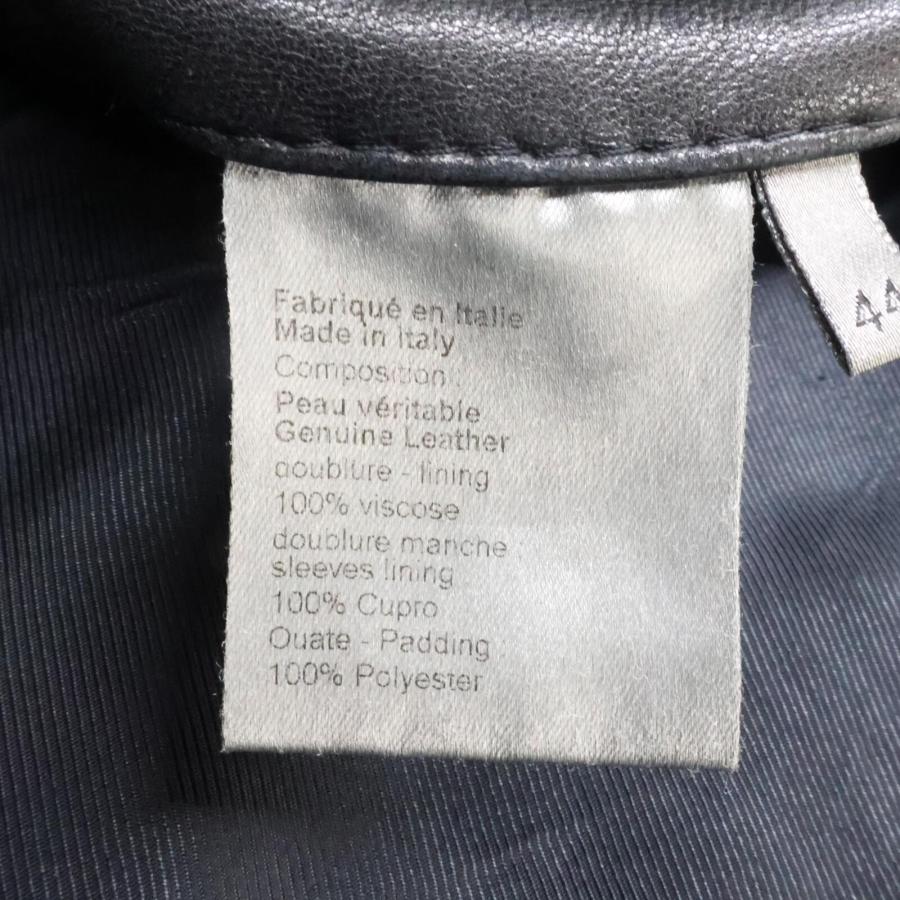 Fabriqué en Italie
Made in Italy
Composition :
Peau véritable
Genuine Leather
doublure - lining
100% viscose
doublure manche :
sleeves lining
100% Cupro
Ouate - Padding
100% Polyester
44